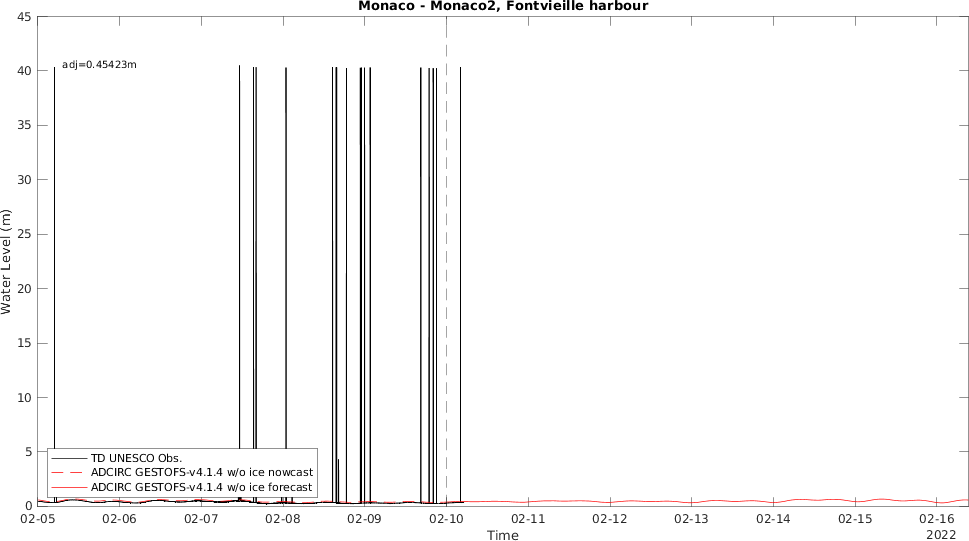 Monaco - Monaco2, Fontvieille harbour
adj=0.45423m
45
40
35
30
25
20
15
10
5
0
Water Level (m)
TD UNESCO Obs.
ADCIRC GESTOFS-v4.1.4 w/o ice nowcast
ADCIRC GESTOFS-v4.1.4 w/o ice forecast
02-05 02-06 02-07 02-08 02-09 02-10 02-11 02-12 02-13 02-14 02-15 02-16
2022
Time